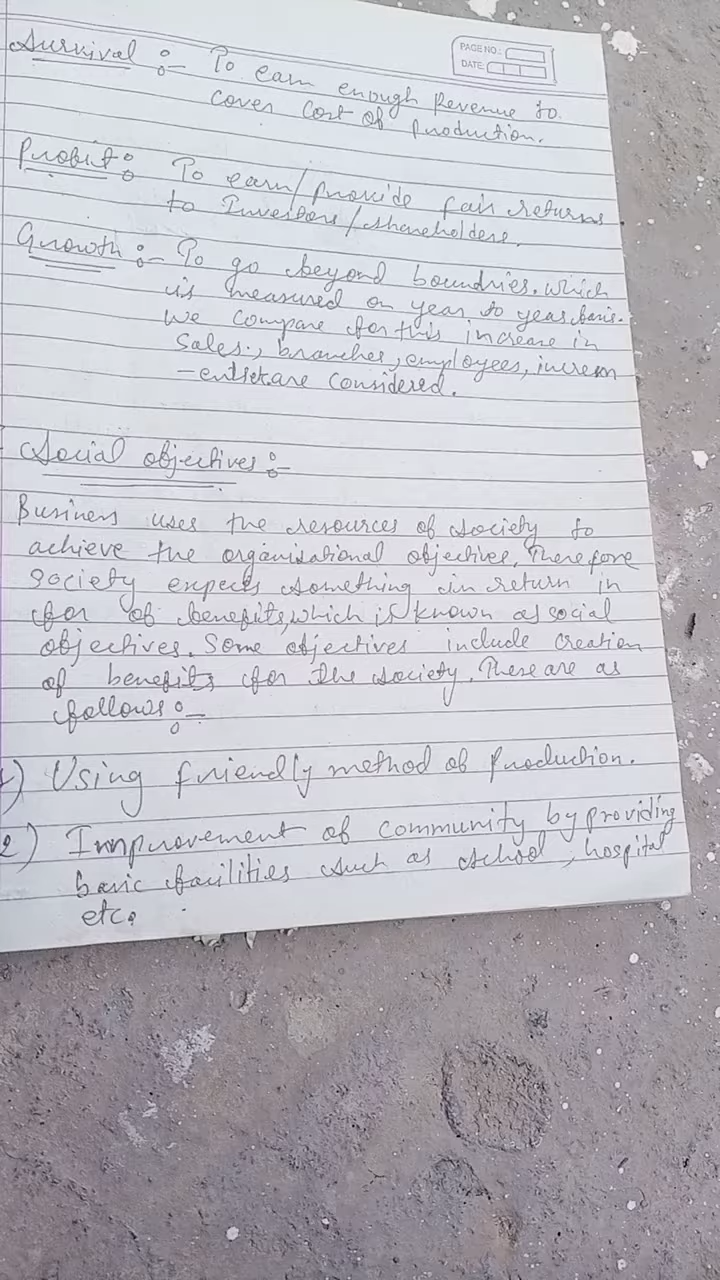 PAGE NO.:
DATE:
Survival :- To earn enough Revenue to
cover cost of production.
Profit : To earn/provide fair returns
to Investors/shareholders.
Growth :- To go beyond boundries. which
is measured on year to year basis.
We compare for this increase in
Sales., branches, employees, increm
-entset are considered.
Social objectives :-
Business uses the resources of society to
achieve the organisational objectives. Therefore
society expects something in return in
for of benefits, which is known as social
objectives. Some objectives include creation
of benefits for the society. These are as
follows :-
1) Using friendly method of production.
2) Improvement of community by providing
basic facilities such as school, hospital
etc.